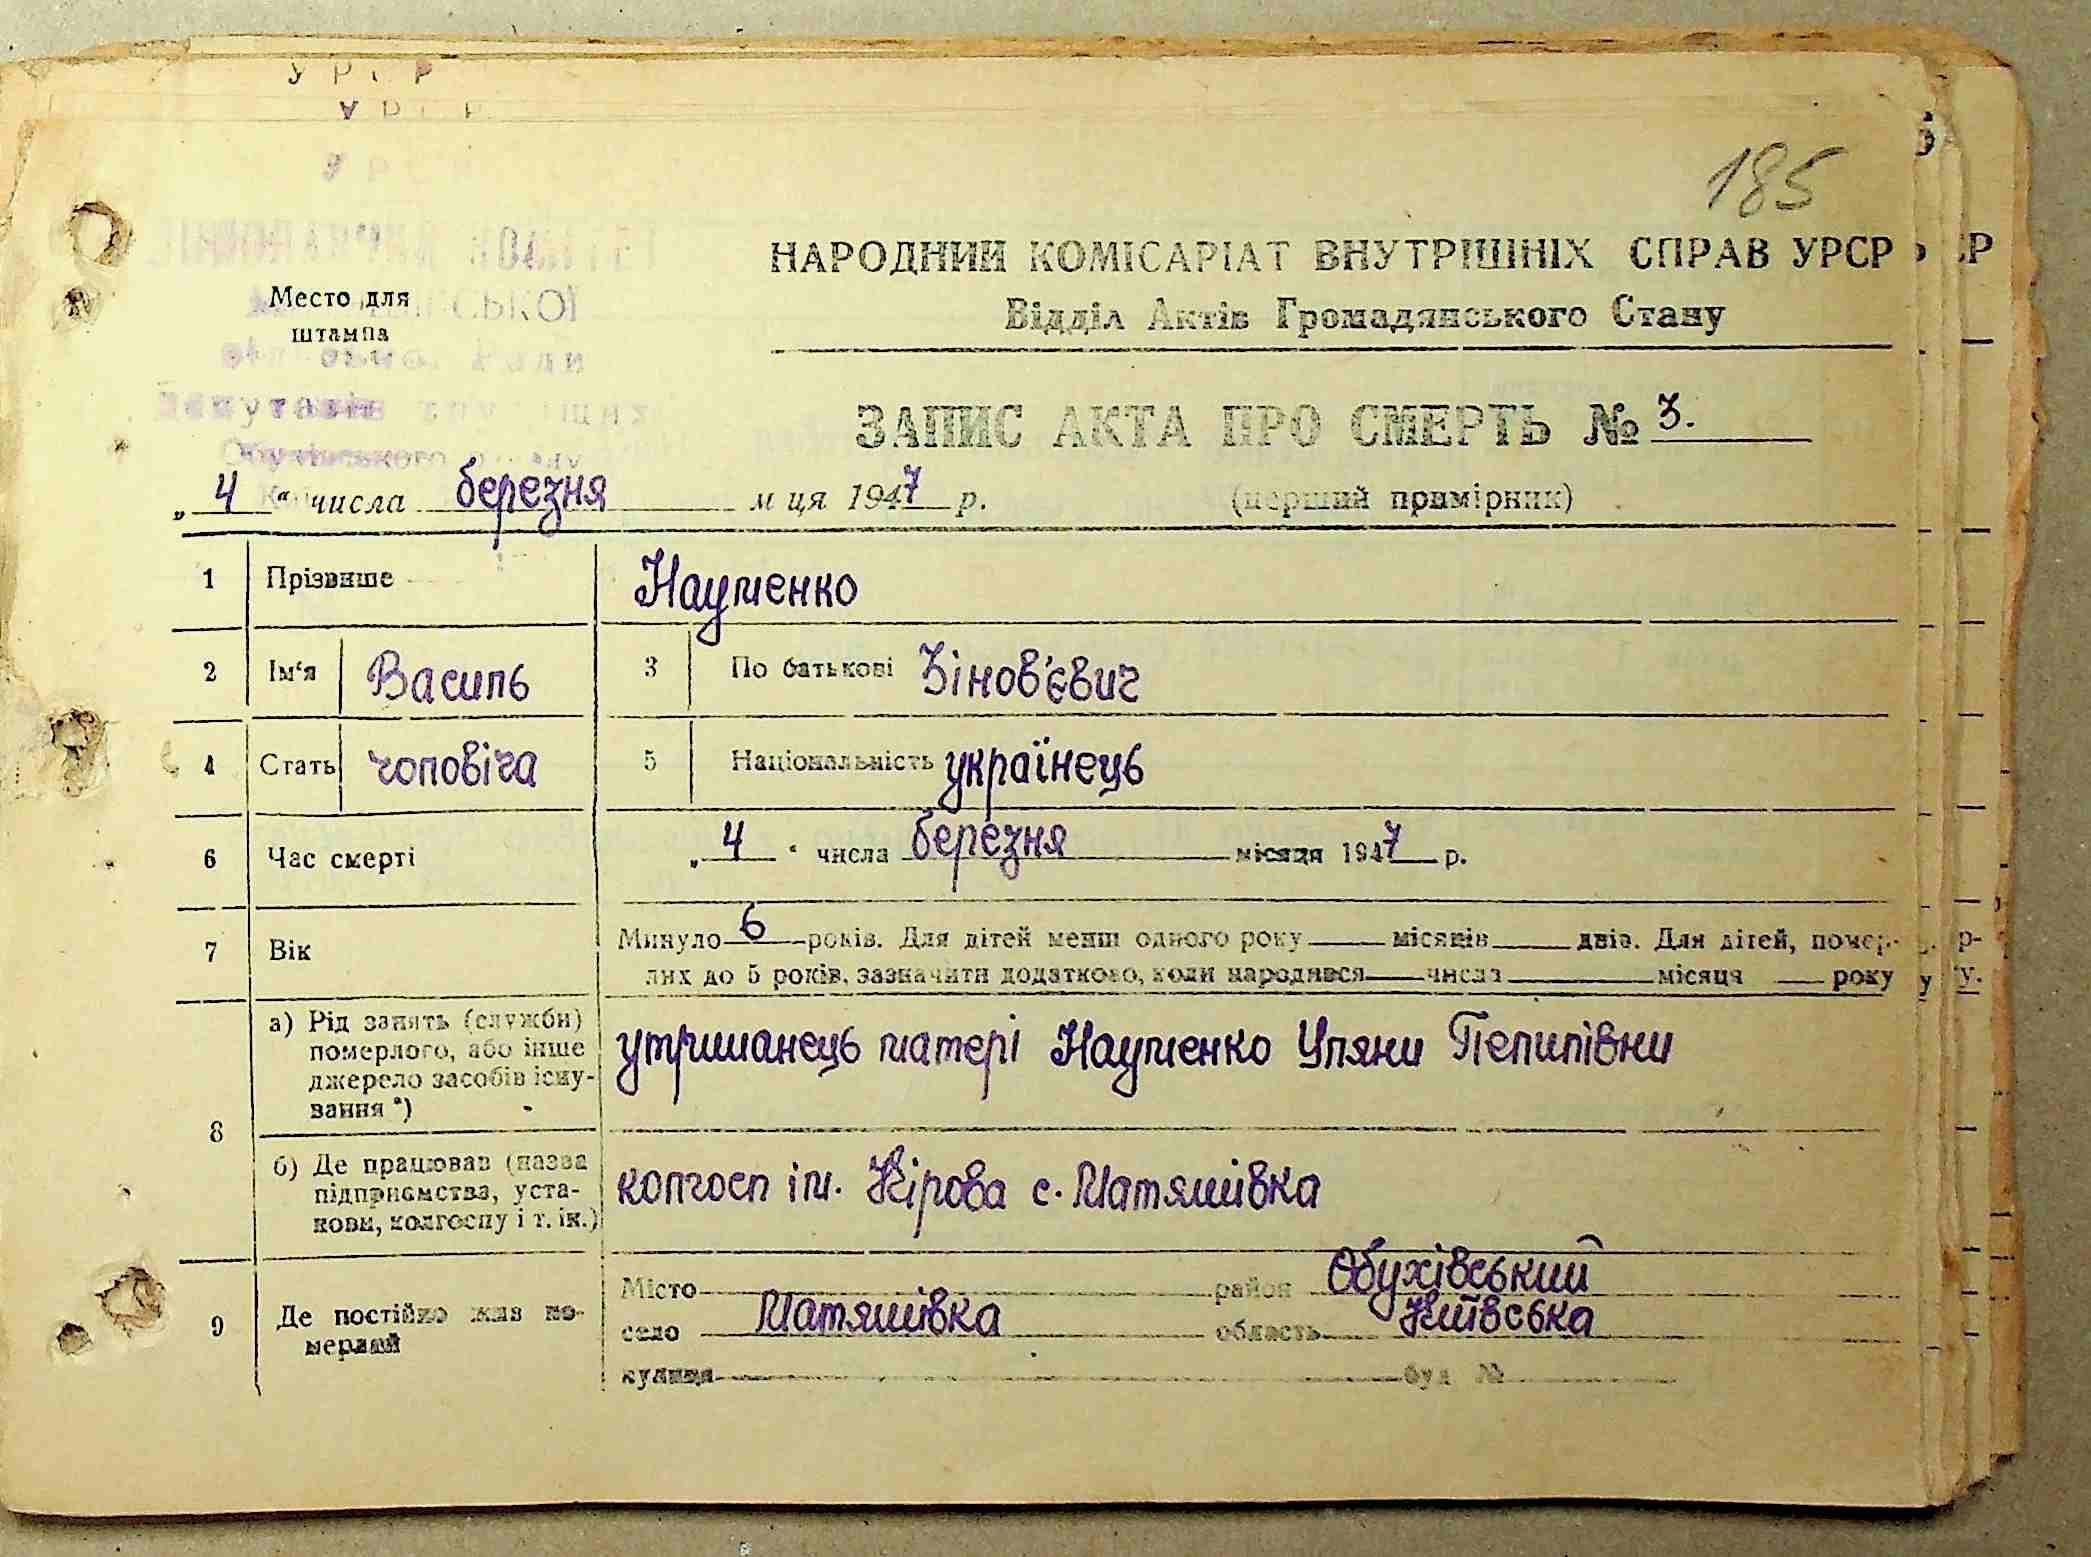 УРСР
185
НАРОДНИЙ КОМІСАРІАТ ВНУТРІШНІХ СПРАВ УРСР
Место для
штампа
Відділ Актів Громадянського Стану
ЗАПИС АКТА ПРО СМЕРТЬ № 3.
„4“ числа березня м ця 1947 р. (перший примірник)
1 Прізвище Науменко
2 Ім'я Василь 3 По батькові Зінов'євич
4 Стать чоловіча 5 Національність українець
6 Час смерті „4“ числа березня місяця 1947 р.
7 Вік Минуло 6 років. Для дітей менш одного року місяців днів. Для дітей, помер-
лих до 5 років, зазначити додатково, коли народився числа місяця року
8 а) Рід занять (служби) померлого, або інше джерело засобів існування *) утриманець матері Науменко Уляни Пелипівни
б) Де працював (назва підприємства, установи, колгоспу і т. ін.) колгосп ім. Кірова с. Матяшівка
9 Де постійно жив померлий Місто район Обухівський
село Матяшівка область Київська
вулиця буд №